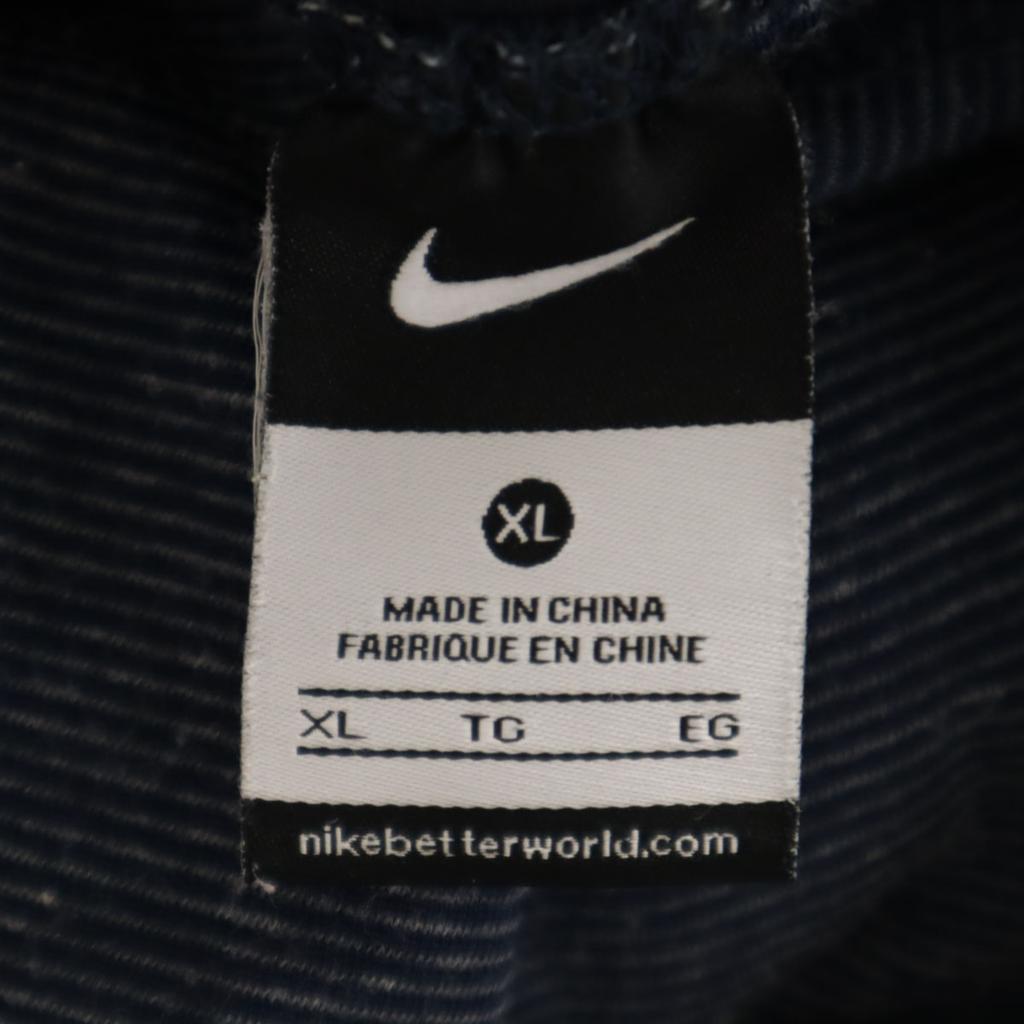 XL
MADE IN CHINA
FABRIQUE EN CHINE
XL TG EG
nikebetterworld.com